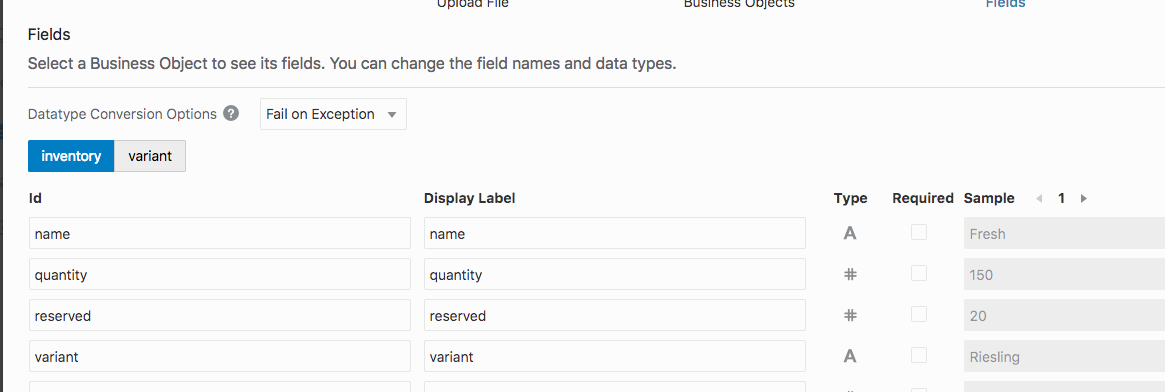 Upload File Business Objects Fields
Fields
Select a Business Object to see its fields. You can change the field names and data types.
Datatype Conversion Options ? Fail on Exception
inventory variant
Id Display Label Type Required Sample 1
name name A Fresh
quantity quantity # 150
reserved reserved # 20
variant variant A Riesling